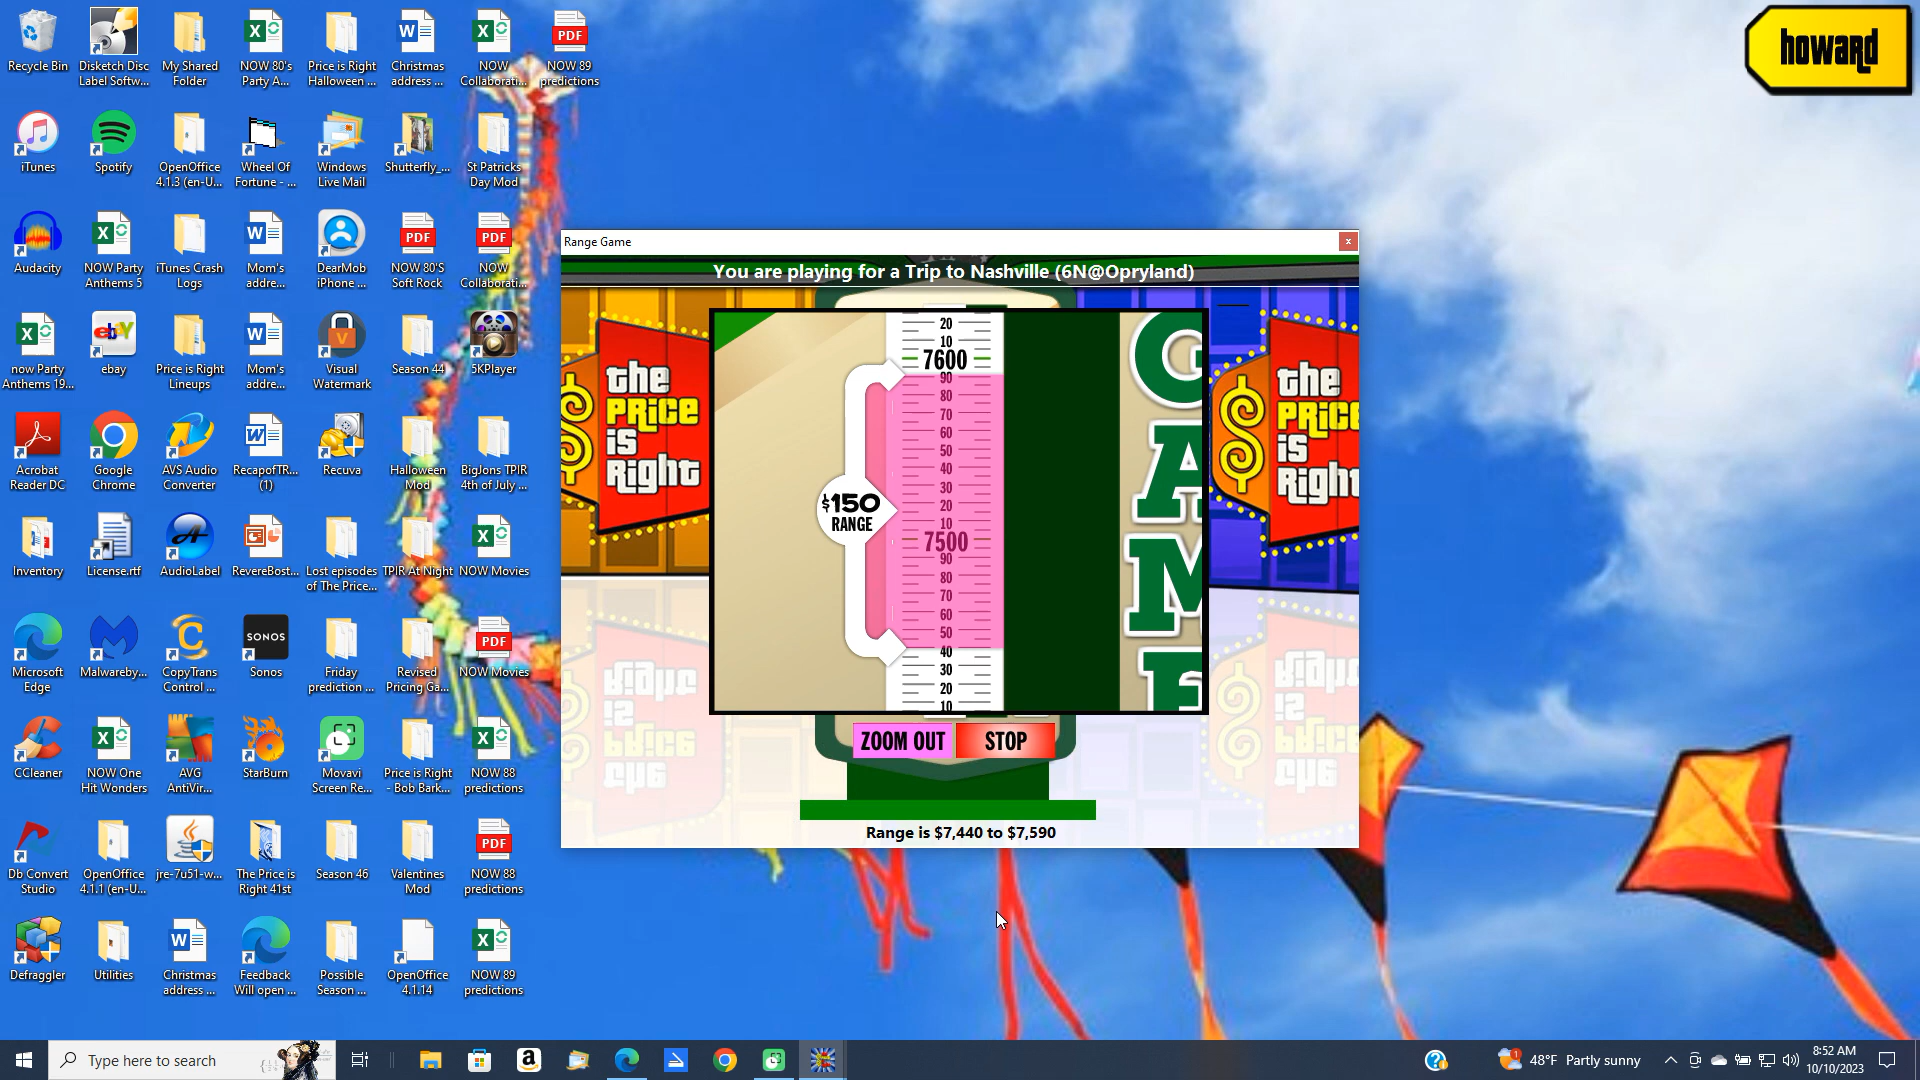 Recycle Bin
Disketch Disc
Label Softw...
My Shared
Folder
NOW 80's
Party A...
Price is Right
Halloween ...
Christmas
address ...
NOW
Collaborati...
NOW 89
predictions
howard
iTunes
Spotify
OpenOffice
4.1.3 (en-U...
Wheel Of
Fortune - ...
Windows
Live Mail
Shutterfly_...
St Patricks
Day Mod
Audacity
NOW Party
Anthems 5
iTunes Crash
Logs
Mom's
addre...
DearMob
iPhone ...
NOW 80'S
Soft Rock
NOW
Collaborati...
now Party
Anthems 19...
ebay
Price is Right
Lineups
Mom's
addre...
Visual
Watermark
Season 44
5KPlayer
Acrobat
Reader DC
Google
Chrome
AVS Audio
Converter
RecapofTR...
(1)
Recuva
Halloween
Mod
BigJons TPIR
4th of July ...
Inventory
License.rtf
AudioLabel
RevereBost...
Lost episodes
of The Price...
TPIR At Night
NOW Movies
Microsoft
Edge
Malwareby...
CopyTrans
Control ...
SONOS
Sonos
Friday
prediction ...
Revised
Pricing Ga...
NOW Movies
CCleaner
NOW One
Hit Wonders
AVG
AntiVir...
StarBurn
Movavi
Screen Re...
Price is Right
- Bob Bark...
NOW 88
predictions
Db Convert
Studio
OpenOffice
4.1.1 (en-U...
jre-7u51-w...
The Price is
Right 41st
Season 46
Valentines
Mod
NOW 88
predictions
Defraggler
Utilities
Christmas
address ...
Feedback
Will open ...
Possible
Season ...
OpenOffice
4.1.14
NOW 89
predictions
Range Game
You are playing for a Trip to Nashville (6N@Opryland)
the
PRICE
is
Right
20
10
7600
90
80
70
60
50
40
30
20
10
7500
90
80
70
60
50
40
30
20
10
$150
RANGE
GAME
the
PRICE
is
Right
ZOOM OUT
STOP
Range is $7,440 to $7,590
Type here to search
48°F Partly sunny
8:52 AM
10/10/2023